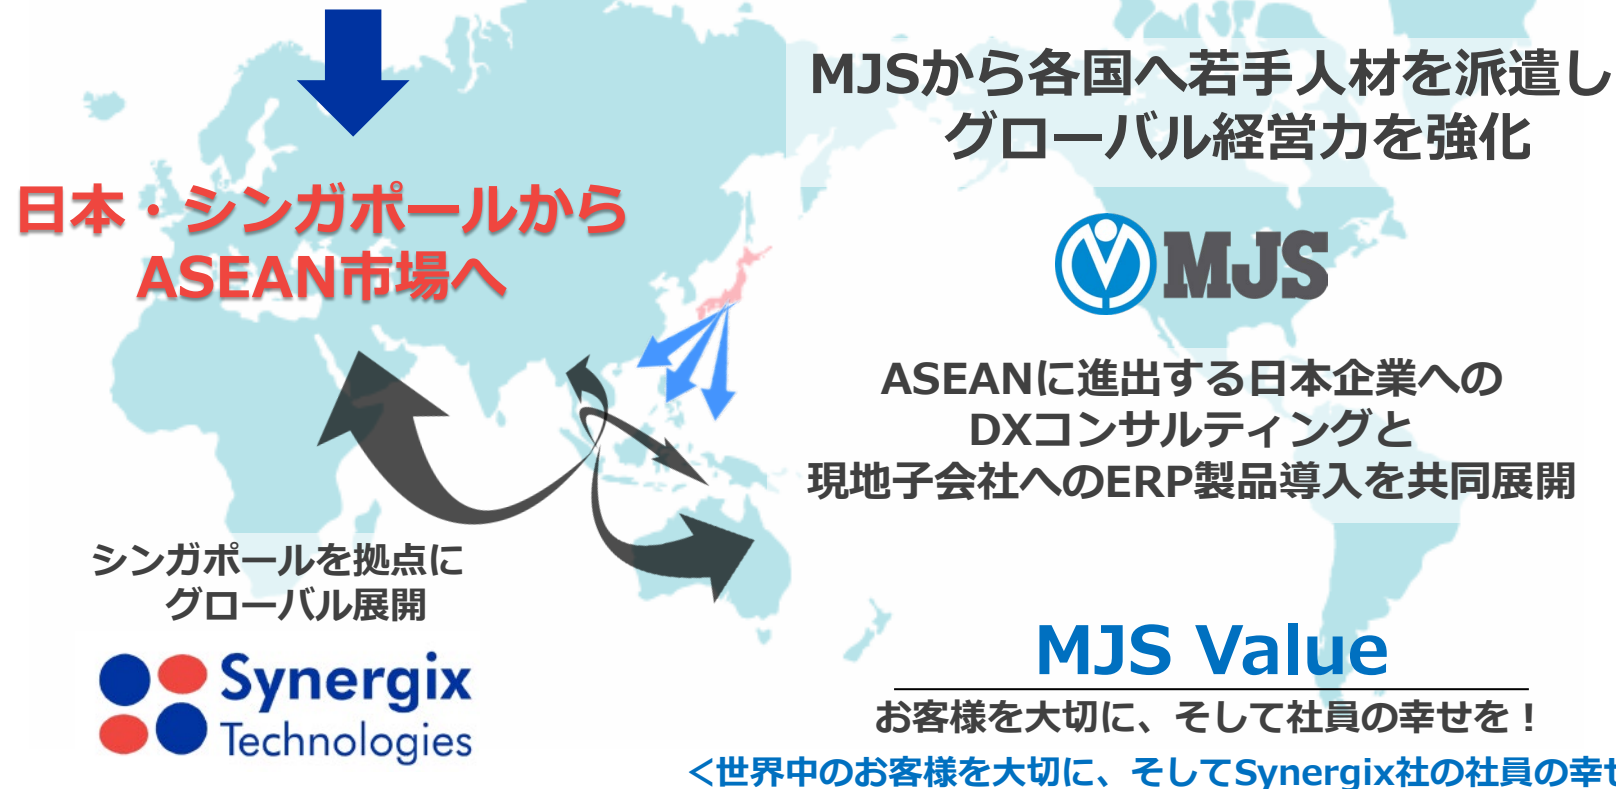 MJSから各国へ若手人材を派遣し
グローバル経営力を強化
日本・シンガポールから
ASEAN市場へ
MJS
ASEANに進出する日本企業への
DXコンサルティングと
現地子会社へのERP製品導入を共同展開
シンガポールを拠点に
グローバル展開
Synergix
Technologies
MJS Value
お客様を大切に、そして社員の幸せを！
＜世界中のお客様を大切に、そしてSynergix社の社員の幸せ